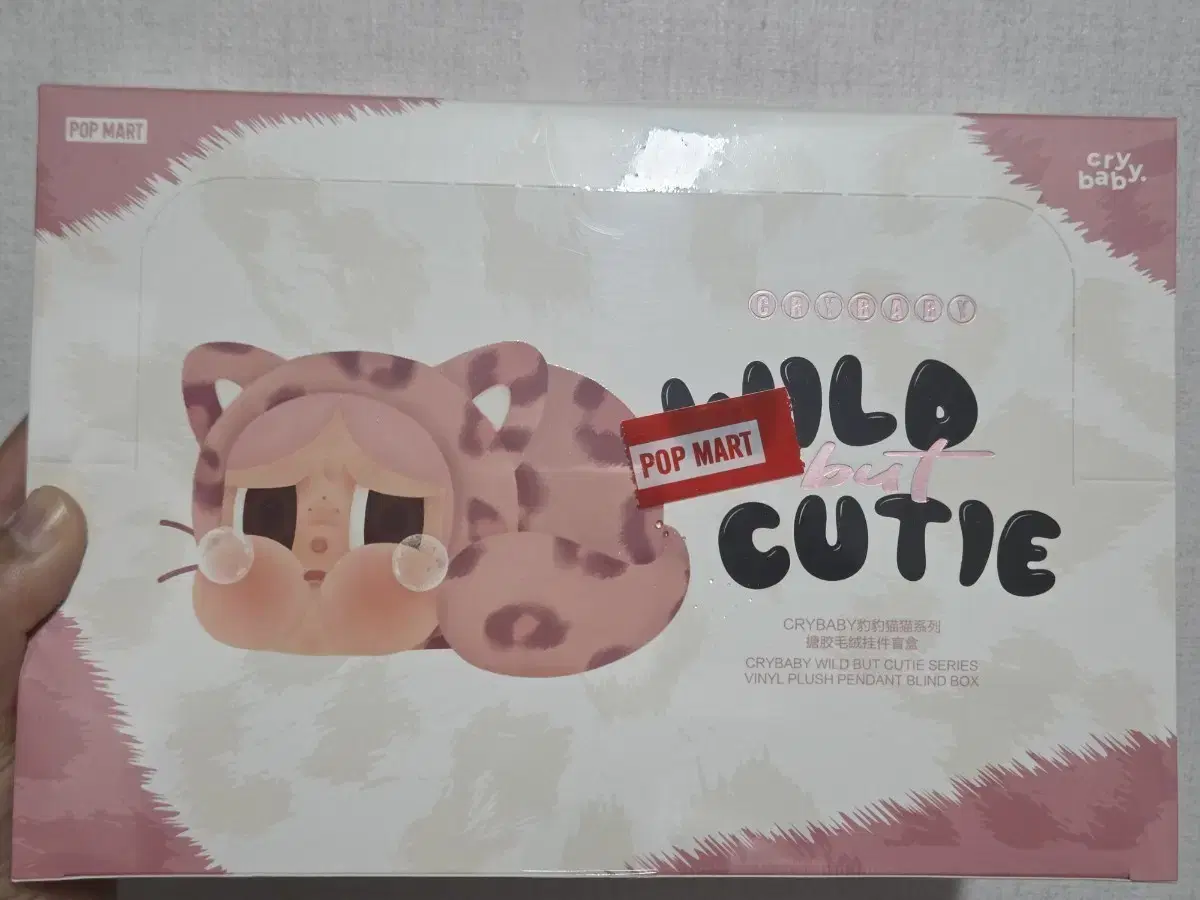 POP MART
cry
baby.
CRYBABY
WILD
POP MART
but
CUTIE
CRYBABY豹豹猫猫系列
搪胶毛绒挂件盲盒
CRYBABY WILD BUT CUTIE SERIES
VINYL PLUSH PENDANT BLIND BOX